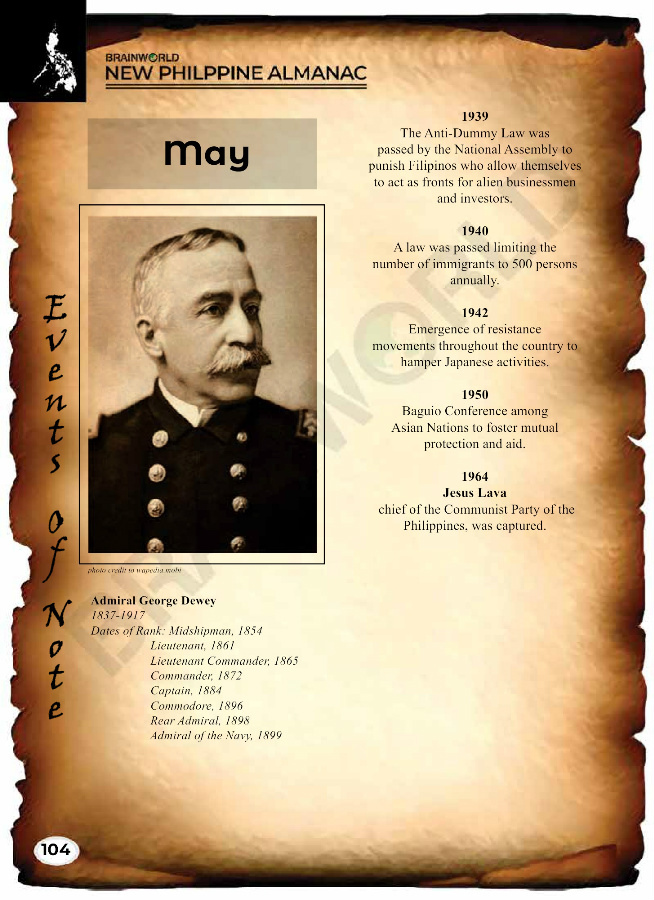 BRAINWORLD
NEW PHILPPINE ALMANAC
May
Events of Note
photo credit to wapedia.mobi
Admiral George Dewey
1837-1917
Dates of Rank: Midshipman, 1854
Lieutenant, 1861
Lieutenant Commander, 1865
Commander, 1872
Captain, 1884
Commodore, 1896
Rear Admiral, 1898
Admiral of the Navy, 1899
1939
The Anti-Dummy Law was
passed by the National Assembly to
punish Filipinos who allow themselves
to act as fronts for alien businessmen
and investors.
1940
A law was passed limiting the
number of immigrants to 500 persons
annually.
1942
Emergence of resistance
movements throughout the country to
hamper Japanese activities.
1950
Baguio Conference among
Asian Nations to foster mutual
protection and aid.
1964
Jesus Lava
chief of the Communist Party of the
Philippines, was captured.
104
BRAINWORLD